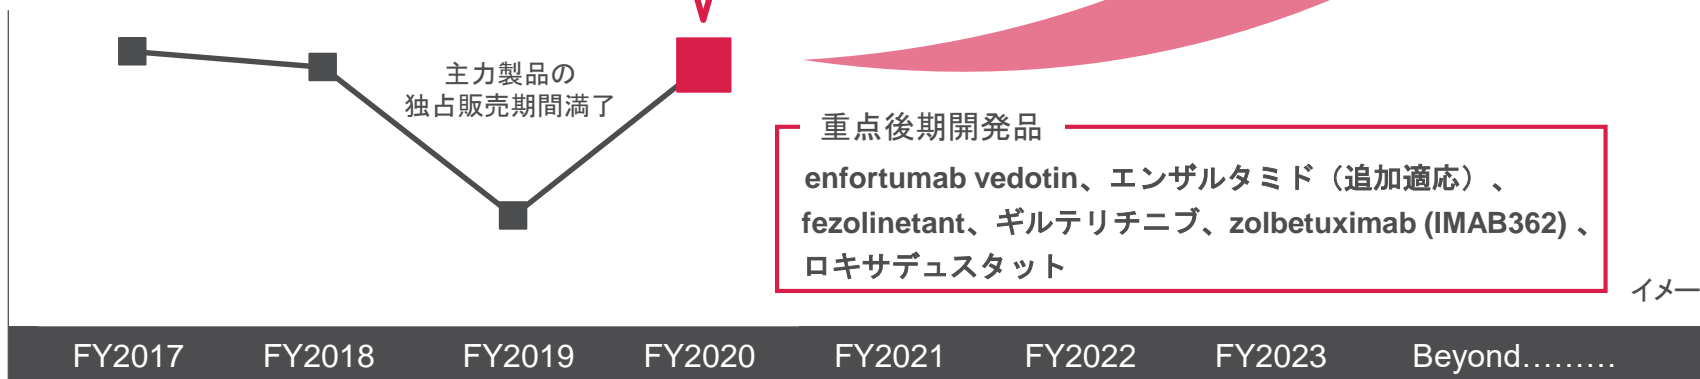 主力製品の
独占販売期間満了
重点後期開発品
enfortumab vedotin、エンザルタミド（追加適応）、
fezolinetant、ギルテリチニブ、zolbetuximab (IMAB362) 、
ロキサデュスタット
イメー
FY2017 FY2018 FY2019 FY2020 FY2021 FY2022 FY2023 Beyond………